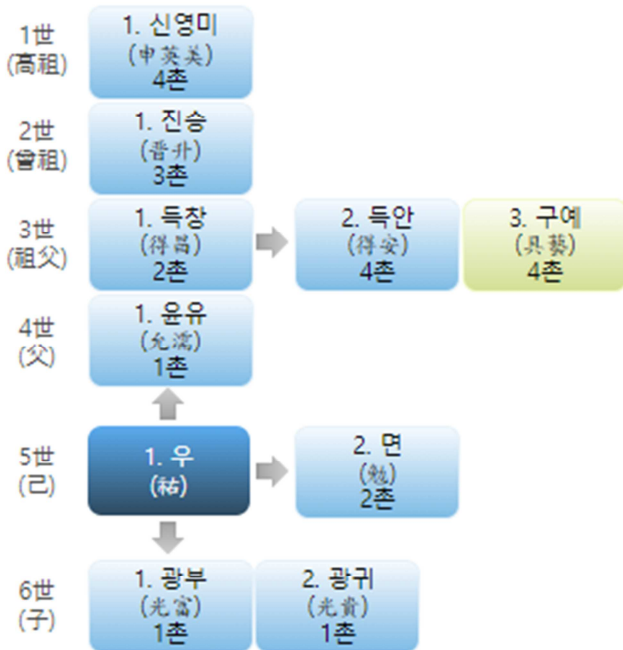 1世
(高祖)
1. 신영미
(申英美)
4촌
2世
(曾祖)
1. 진승
(晋升)
3촌
3世
(祖父)
1. 득창
(得昌)
2촌
2. 득안
(得安)
4촌
3. 구예
(具藝)
4촌
4世
(父)
1. 윤유
(允濡)
1촌
5世
(己)
1. 우
(祐)
2. 면
(勉)
2촌
6世
(子)
1. 광부
(光富)
1촌
2. 광귀
(光貴)
1촌